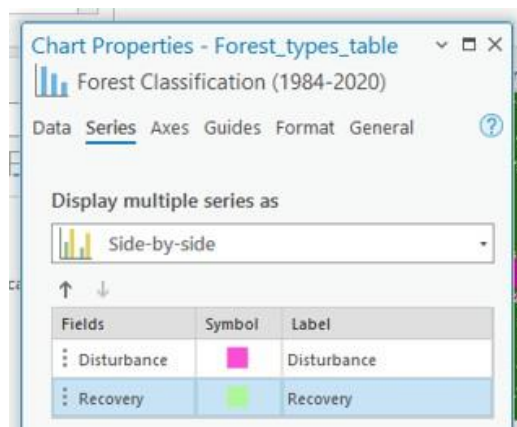 Chart Properties - Forest_types_table
Forest Classification (1984-2020)
Data Series Axes Guides Format General
Display multiple series as
Side-by-side
Fields Symbol Label
Disturbance Disturbance
Recovery Recovery